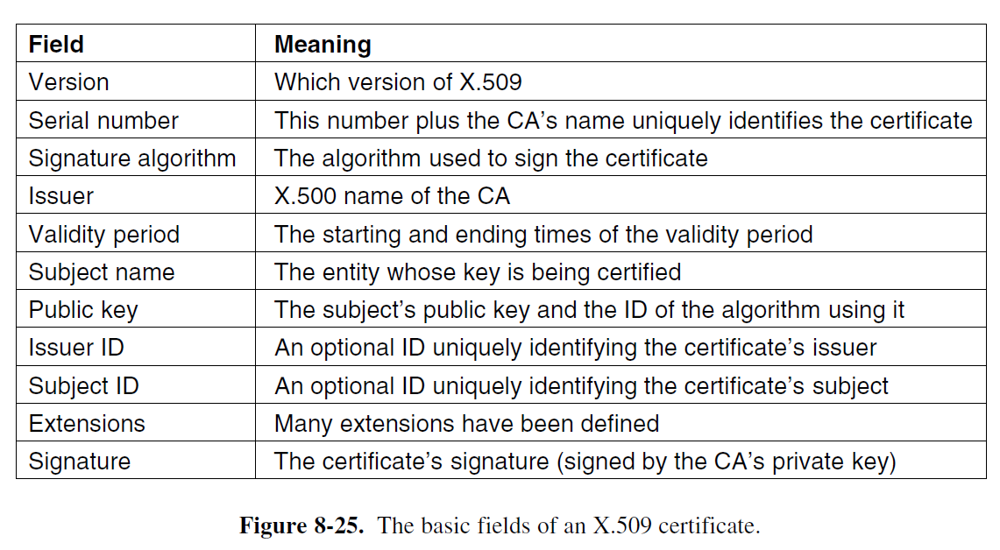 Field Meaning
Version Which version of X.509
Serial number This number plus the CA’s name uniquely identifies the certificate
Signature algorithm The algorithm used to sign the certificate
Issuer X.500 name of the CA
Validity period The starting and ending times of the validity period
Subject name The entity whose key is being certified
Public key The subject’s public key and the ID of the algorithm using it
Issuer ID An optional ID uniquely identifying the certificate’s issuer
Subject ID An optional ID uniquely identifying the certificate’s subject
Extensions Many extensions have been defined
Signature The certificate’s signature (signed by the CA’s private key)
Figure 8-25. The basic fields of an X.509 certificate.